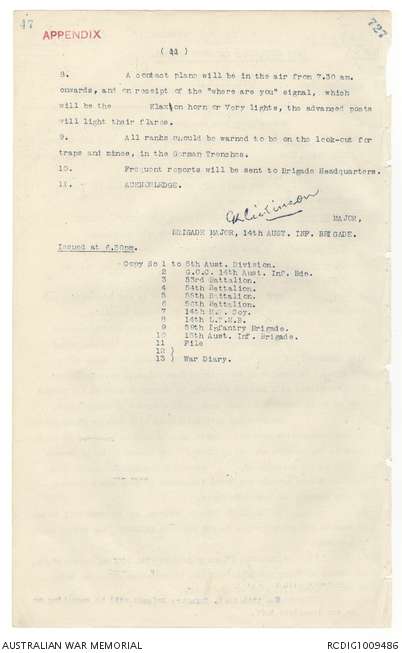 47
727
APPENDIX
( 44 )
8. A contact plane will be in the air from 7.30 am.
onwards, and on receipt of the "where are you" signal, which
will be the Klaxton horn or Very lights, the advanced posts
will light their flares.
9. All ranks should be warned to be on the look-out for
traps and mines, in the German Trenches.
10. Frequent reports will be sent to Brigade Headquarters.
11. ACKNOWLEDGE.
MAJOR,
BRIGADE MAJOR, 14th AUST. INF. BRIGADE.
Issued at 6.30pm.
Copy No 1 to 5th Aust. Division.
2 G.O.C. 14th Aust. Inf. Bde.
3 53rd Battalion.
4 54th Battalion.
5 55th Battalion.
6 56th Battalion.
7 14th M.G. Coy.
8 14th L.T.M.B.
9 59th Infantry Brigade.
10 15th Aust. Inf. Brigade.
11 File
12 )
13 ) War Diary.
AUSTRALIAN WAR MEMORIAL
RCDIG1009486